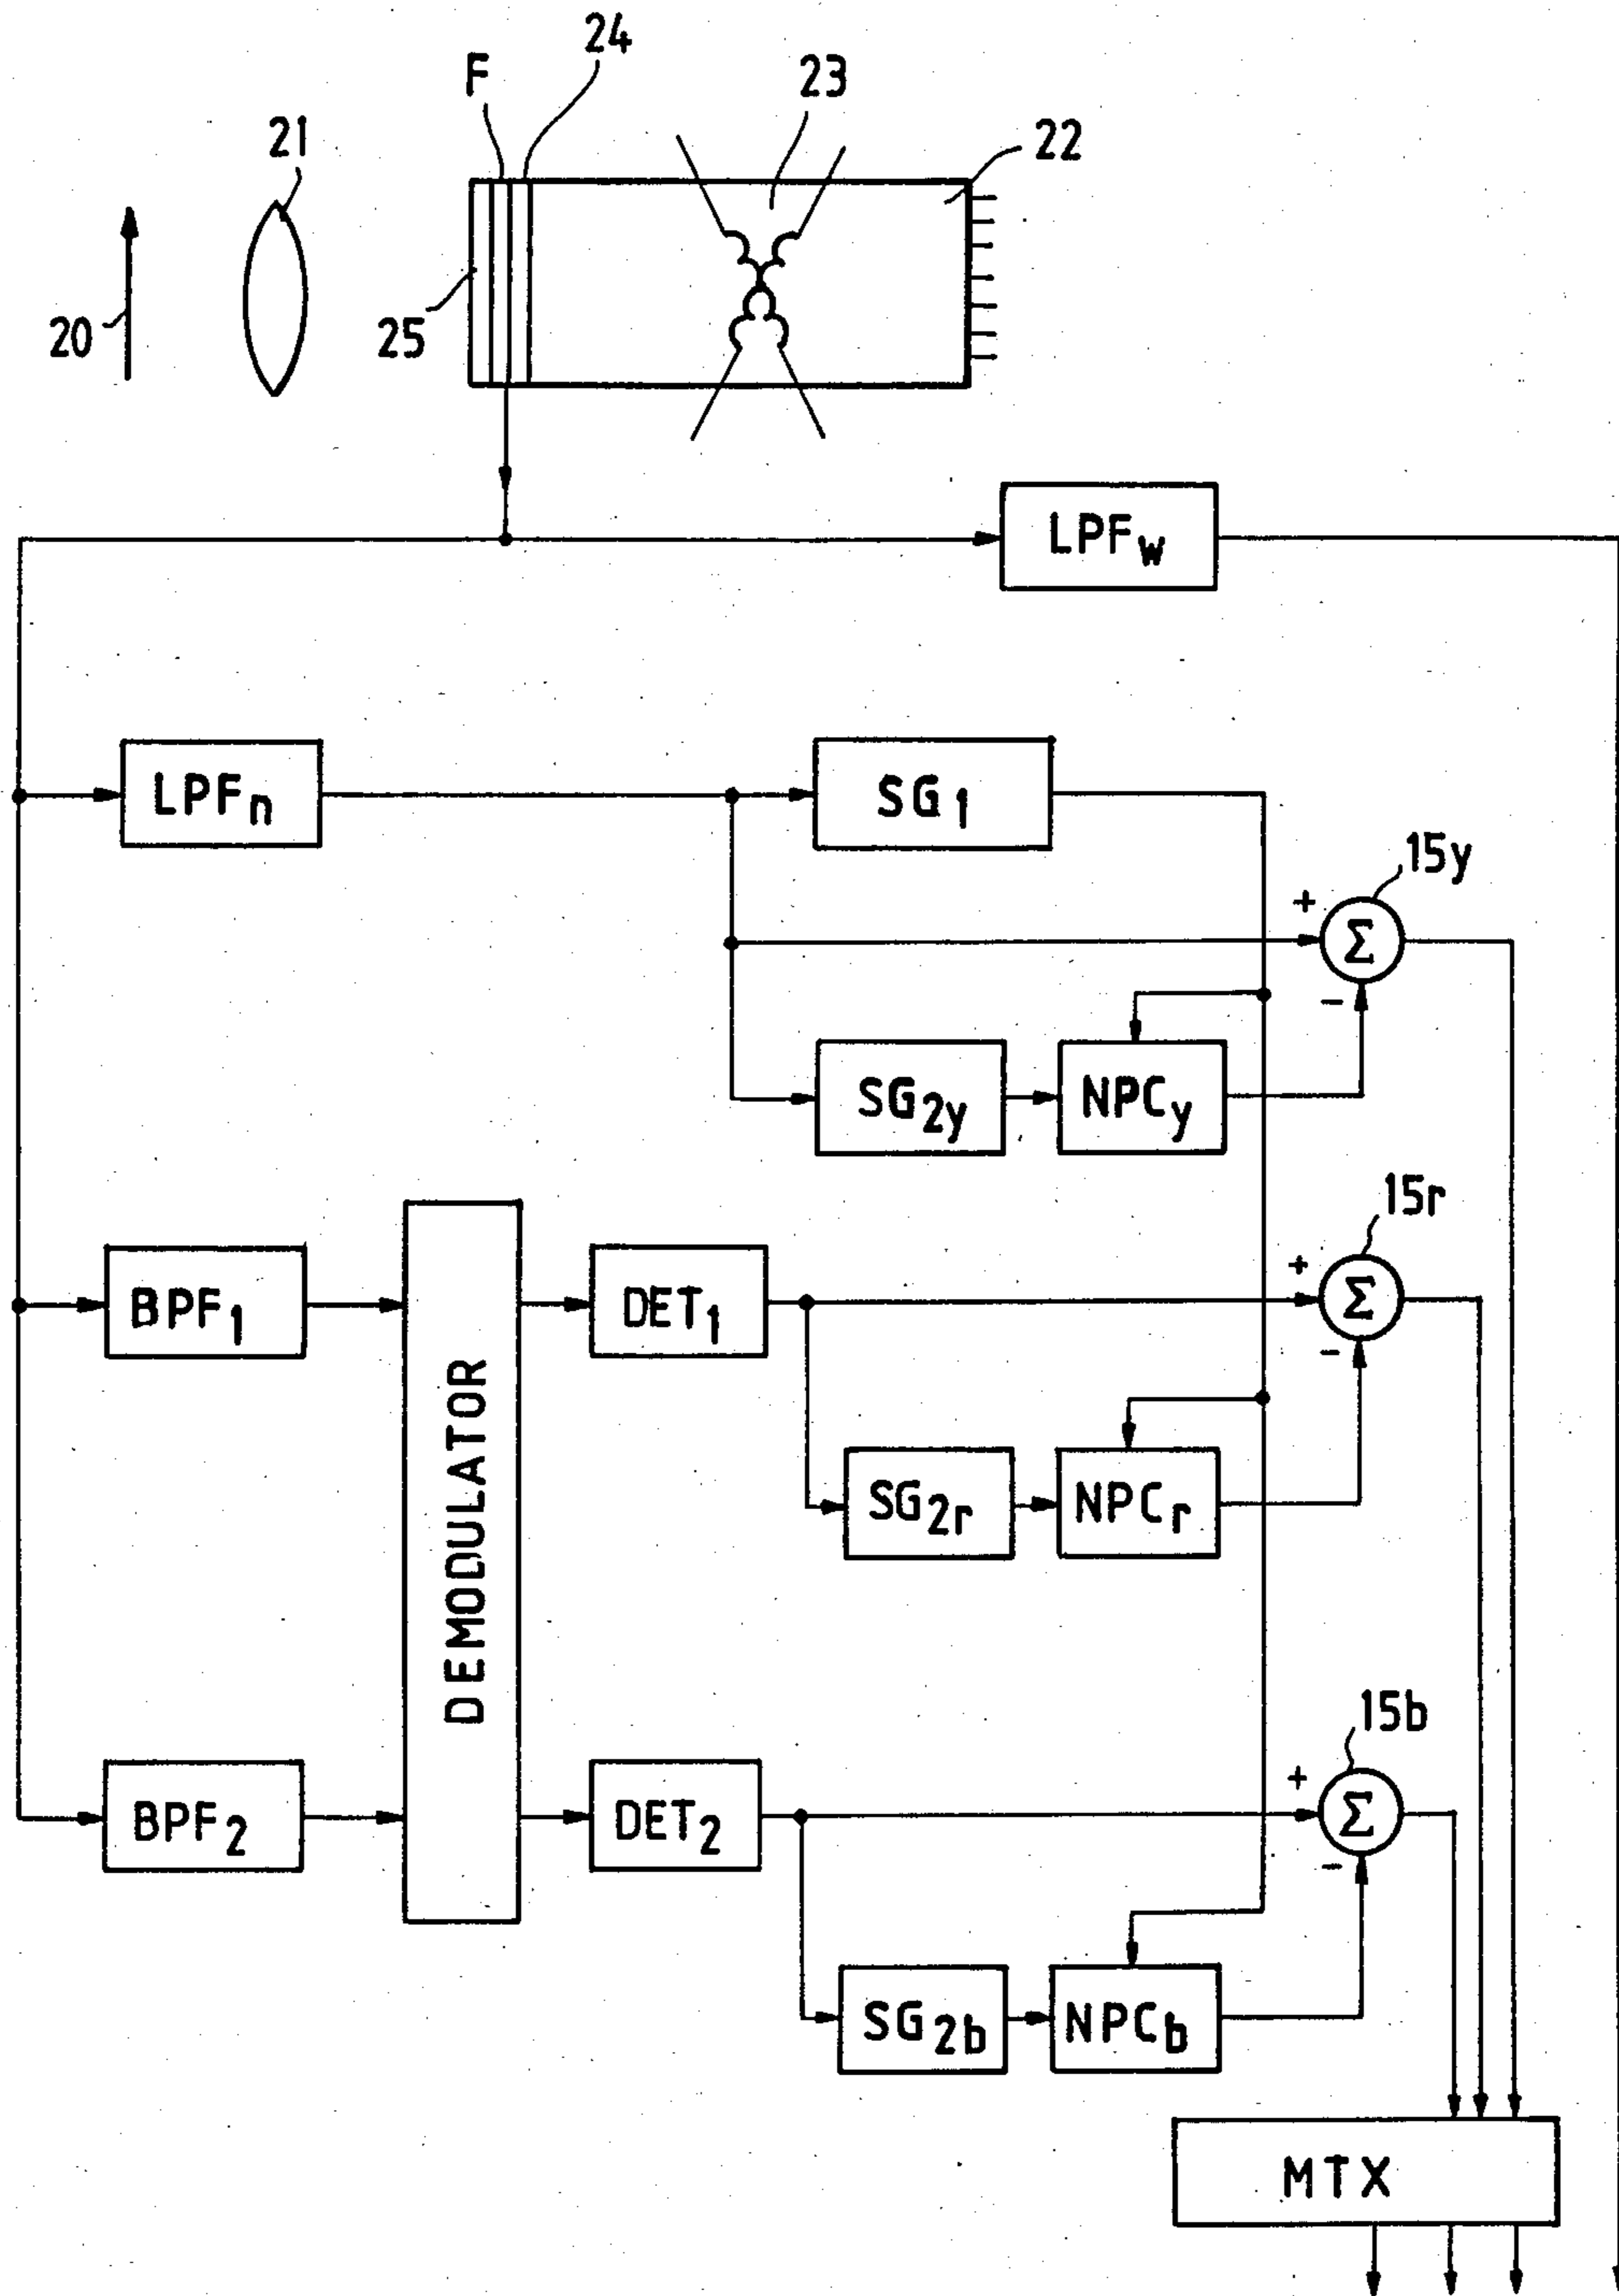 24
F
23
21
22
20
25
LPFw
LPFn
SG1
15y
+
Σ
-
SG2y
NPCy
15r
BPF1
DEMODULATOR
DET1
+
Σ
-
SG2r
NPCr
15b
BPF2
DET2
+
Σ
-
SG2b
NPCb
MTX